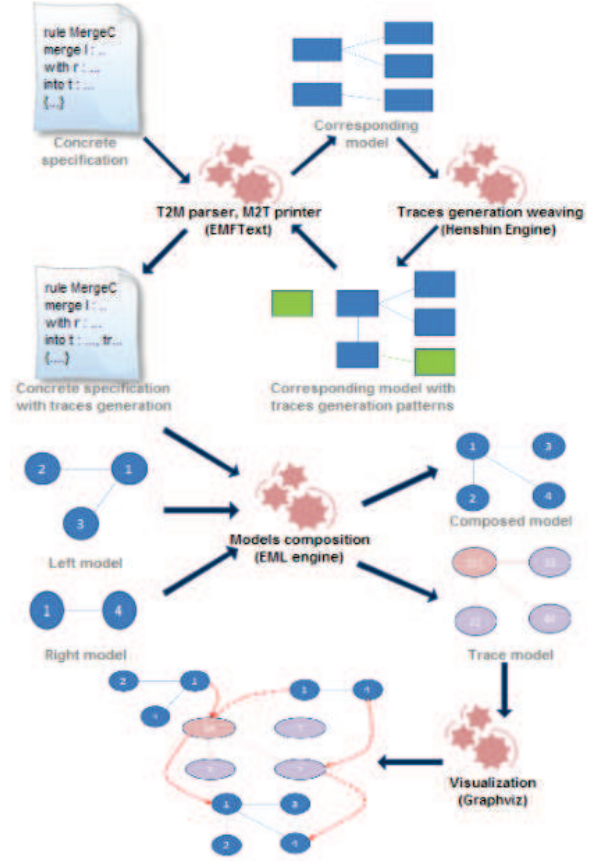 rule MergeC
merge l : ..
with r : ...
into t : ...
{...}
Concrete
specification
Corresponding
model
T2M parser, M2T printer
(EMFText)
Traces generation weaving
(Henshin Engine)
rule MergeC
merge l : ..
with r : ...
into t : ..., tr...
{....}
Concrete specification
with traces generation
Corresponding model with
traces generation patterns
2
1
3
Left model
1
4
Right model
Models composition
(EML engine)
1
3
2
4
Composed model
Trace model
Visualization
(Graphviz)
2
1
1
4
1
3
2
4